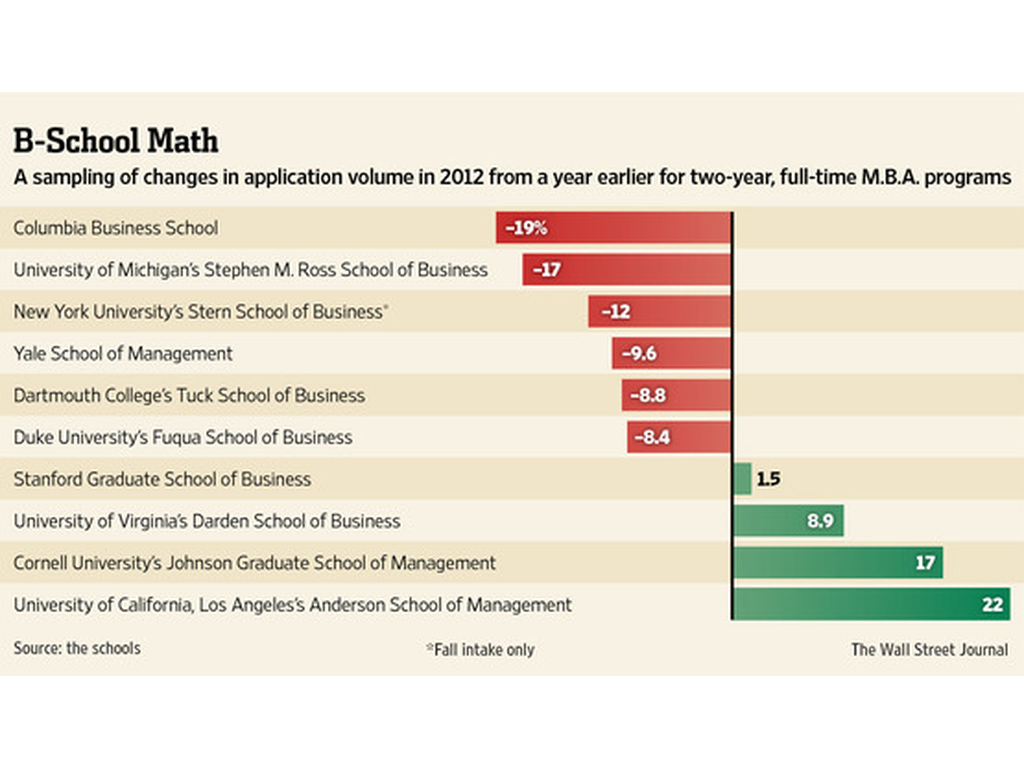 B-School Math
A sampling of changes in application volume in 2012 from a year earlier for two-year, full-time M.B.A. programs
Columbia Business School –19%
University of Michigan's Stephen M. Ross School of Business –17
New York University's Stern School of Business* –12
Yale School of Management –9.6
Dartmouth College's Tuck School of Business –8.8
Duke University's Fuqua School of Business –8.4
Stanford Graduate School of Business 1.5
University of Virginia's Darden School of Business 8.9
Cornell University's Johnson Graduate School of Management 17
University of California, Los Angeles's Anderson School of Management 22
Source: the schools *Fall intake only The Wall Street Journal